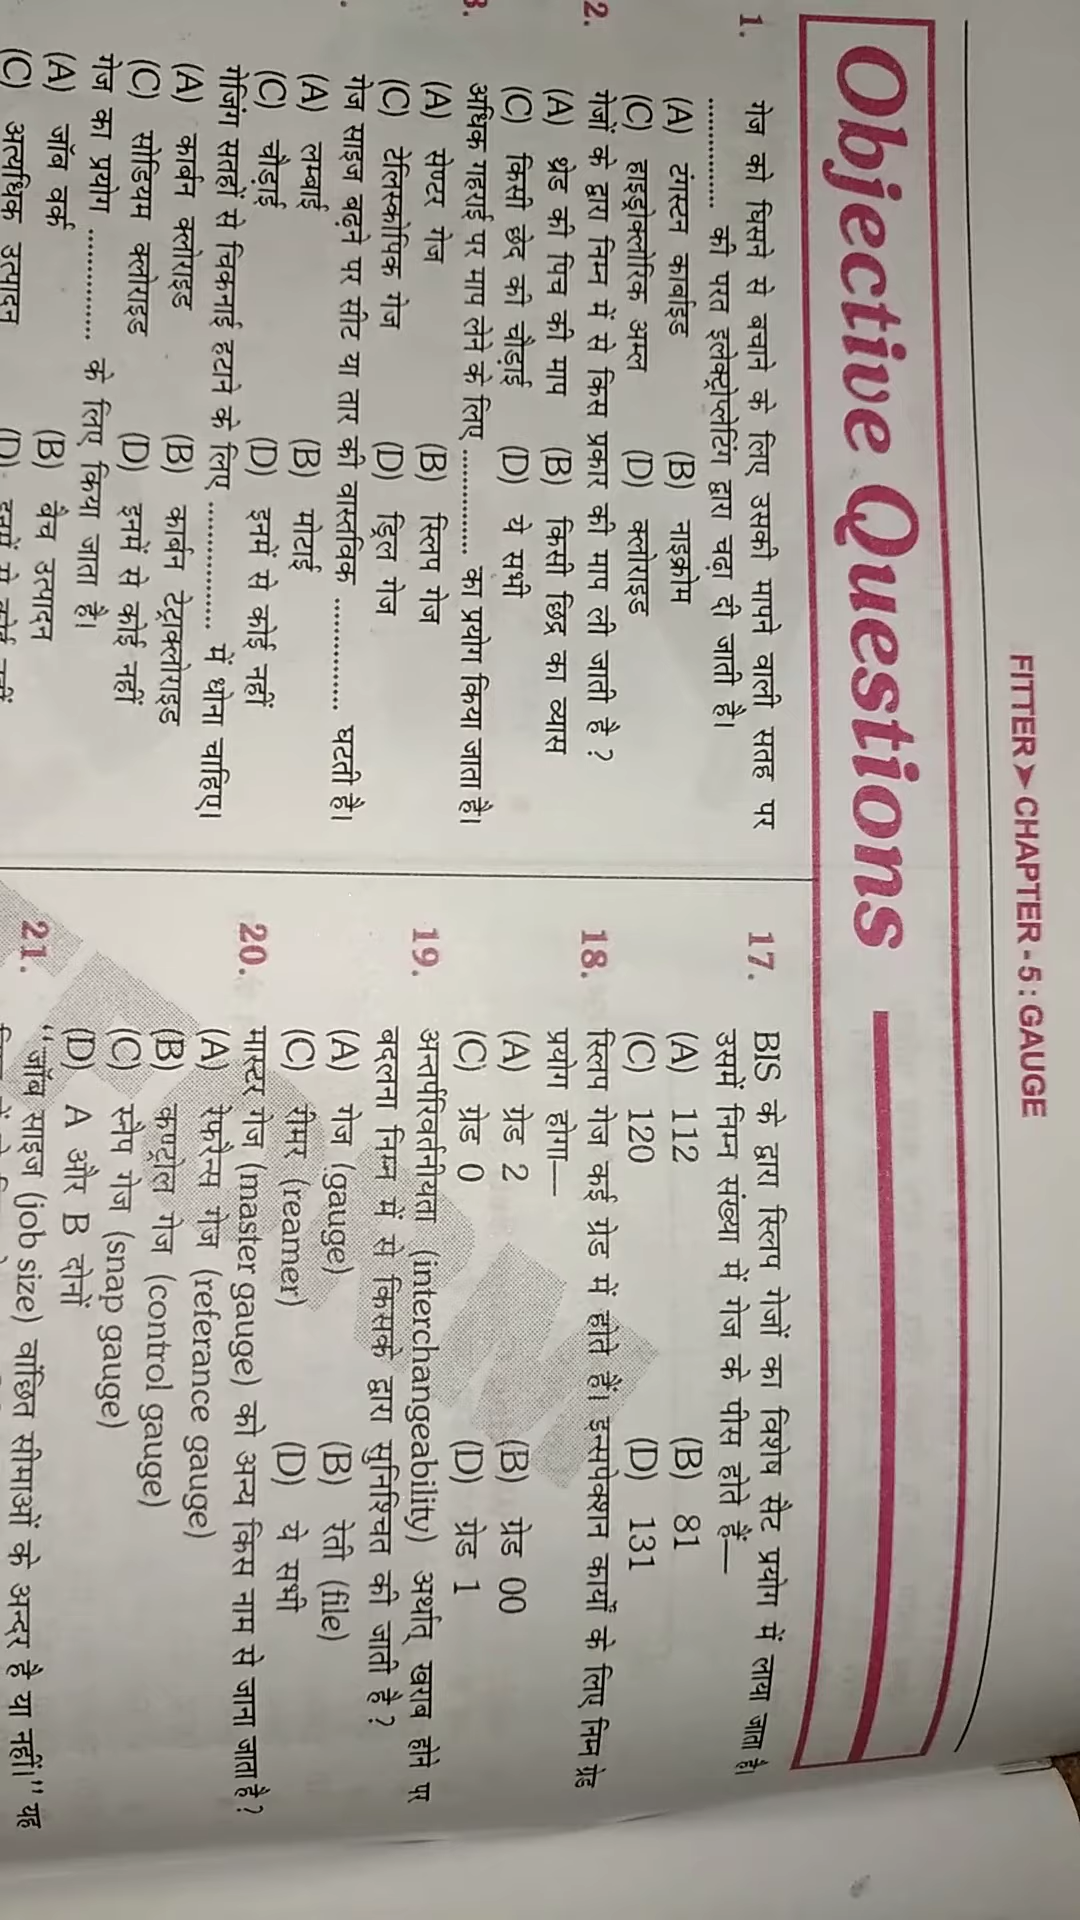 FITTER➤CHAPTER - 5 : GAUGE
Objective Questions
1. गेज को घिसने से बचाने के लिए उसकी मापने वाली सतह पर
............... की परत इलेक्ट्रोप्लेटिंग द्वारा चढ़ा दी जाती है।
(A) टंगस्टन कार्बाइड (B) नाइक्रोम
(C) हाइड्रोक्लोरिक अम्ल (D) क्लोराइड
2. गेजों के द्वारा निम्न में से किस प्रकार की माप ली जाती है ?
(A) थ्रेड की पिच की माप (B) किसी छिद्र का व्यास
(C) किसी छेद की चौड़ाई (D) ये सभी
3. अधिक गहराई पर माप लेने के लिए ............... का प्रयोग किया जाता है।
(A) सेण्टर गेज (B) स्लिप गेज
(C) टेलिस्कोपिक गेज (D) ड्रिल गेज
गेज साइज बढ़ने पर सीट या तार की वास्तविक ............... घटती है।
(A) लम्बाई (B) मोटाई
(C) चौड़ाई (D) इनमें से कोई नहीं
गेजिंग सतहों से चिकनाई हटाने के लिए ............... में धोना चाहिए।
(A) कार्बन क्लोराइड (B) कार्बन टेट्राक्लोराइड
(C) सोडियम क्लोराइड (D) इनमें से कोई नहीं
गेज का प्रयोग ............... के लिए किया जाता है।
(A) जॉब वर्क (B) बैच उत्पादन
(C) अत्यधिक उत्पादन (D) इनमें से कोई नहीं
17. BIS के द्वारा स्लिप गेजों का विशेष सैट प्रयोग में लाया जाता है।
उसमें निम्न संख्या में गेज के पीस होते हैं—
(A) 112 (B) 81
(C) 120 (D) 131
18. स्लिप गेज कई ग्रेड में होते हैं। इन्सपेक्शन कार्यों के लिए निम्न ग्रेड
प्रयोग होगा—
(A) ग्रेड 2 (B) ग्रेड 00
(C) ग्रेड 0 (D) ग्रेड 1
19. अन्तर्परिवर्तनीयता (interchangeability) अर्थात् खराब होने पर
बदलना निम्न में से किसके द्वारा सुनिश्चित की जाती है ?
(A) गेज (gauge) (B) रेती (file)
(C) रीमर (reamer) (D) ये सभी
20. मास्टर गेज (master gauge) को अन्य किस नाम से जाना जाता है ?
(A) रेफरैन्स गेज (referance gauge)
(B) कण्ट्रोल गेज (control gauge)
(C) स्नैप गेज (snap gauge)
(D) A और B दोनों
21. "जॉब साइज (job size) वांछित सीमाओं के अन्दर है या नहीं।" यह